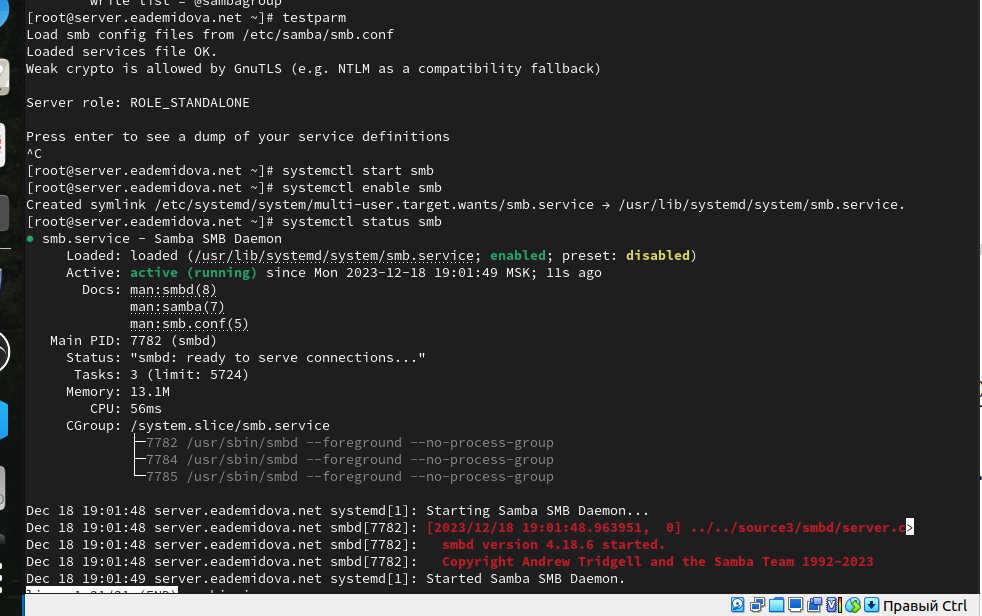 write list = @sambagroup
[root@server.eademidova.net ~]# testparm
Load smb config files from /etc/samba/smb.conf
Loaded services file OK.
Weak crypto is allowed by GnuTLS (e.g. NTLM as a compatibility fallback)
Server role: ROLE_STANDALONE
Press enter to see a dump of your service definitions
^C
[root@server.eademidova.net ~]# systemctl start smb
[root@server.eademidova.net ~]# systemctl enable smb
Created symlink /etc/systemd/system/multi-user.target.wants/smb.service → /usr/lib/systemd/system/smb.service.
[root@server.eademidova.net ~]# systemctl status smb
● smb.service - Samba SMB Daemon
Loaded: loaded (/usr/lib/systemd/system/smb.service; enabled; preset: disabled)
Active: active (running) since Mon 2023-12-18 19:01:49 MSK; 11s ago
Docs: man:smbd(8)
man:samba(7)
man:smb.conf(5)
Main PID: 7782 (smbd)
Status: "smbd: ready to serve connections..."
Tasks: 3 (limit: 5724)
Memory: 13.1M
CPU: 56ms
CGroup: /system.slice/smb.service
├─7782 /usr/sbin/smbd --foreground --no-process-group
├─7784 /usr/sbin/smbd --foreground --no-process-group
└─7785 /usr/sbin/smbd --foreground --no-process-group
Dec 18 19:01:48 server.eademidova.net systemd[1]: Starting Samba SMB Daemon...
Dec 18 19:01:48 server.eademidova.net smbd[7782]: [2023/12/18 19:01:48.963951,  0] ../../source3/smbd/server.c>
Dec 18 19:01:48 server.eademidova.net smbd[7782]:   smbd version 4.18.6 started.
Dec 18 19:01:48 server.eademidova.net smbd[7782]:   Copyright Andrew Tridgell and the Samba Team 1992-2023
Dec 18 19:01:49 server.eademidova.net systemd[1]: Started Samba SMB Daemon.
lines 1-21/21 (END)
Правый Ctrl